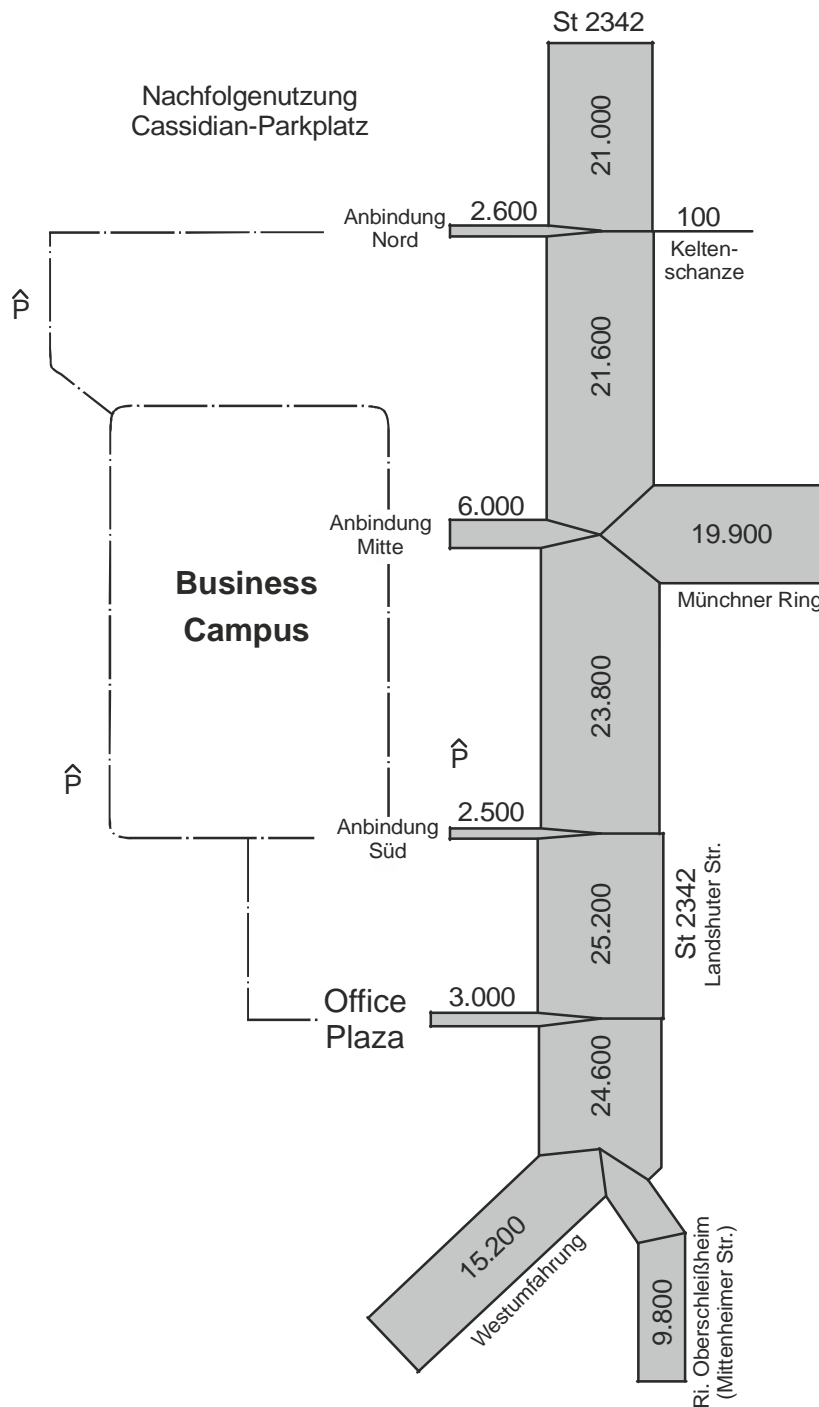 St 2342
Nachfolgenutzung
Cassidian-Parkplatz
21.000
Anbindung
Nord
2.600
100
Kelten-
schanze
P̂
21.600
6.000
Anbindung
Mitte
19.900
Münchner Ring
Business
Campus
23.800
P̂
P̂
2.500
Anbindung
Süd
25.200
St 2342
Landshuter Str.
Office
Plaza
3.000
24.600
15.200
Westumfahrung
9.800
Ri. Oberschleißheim
(Mittenheimer Str.)